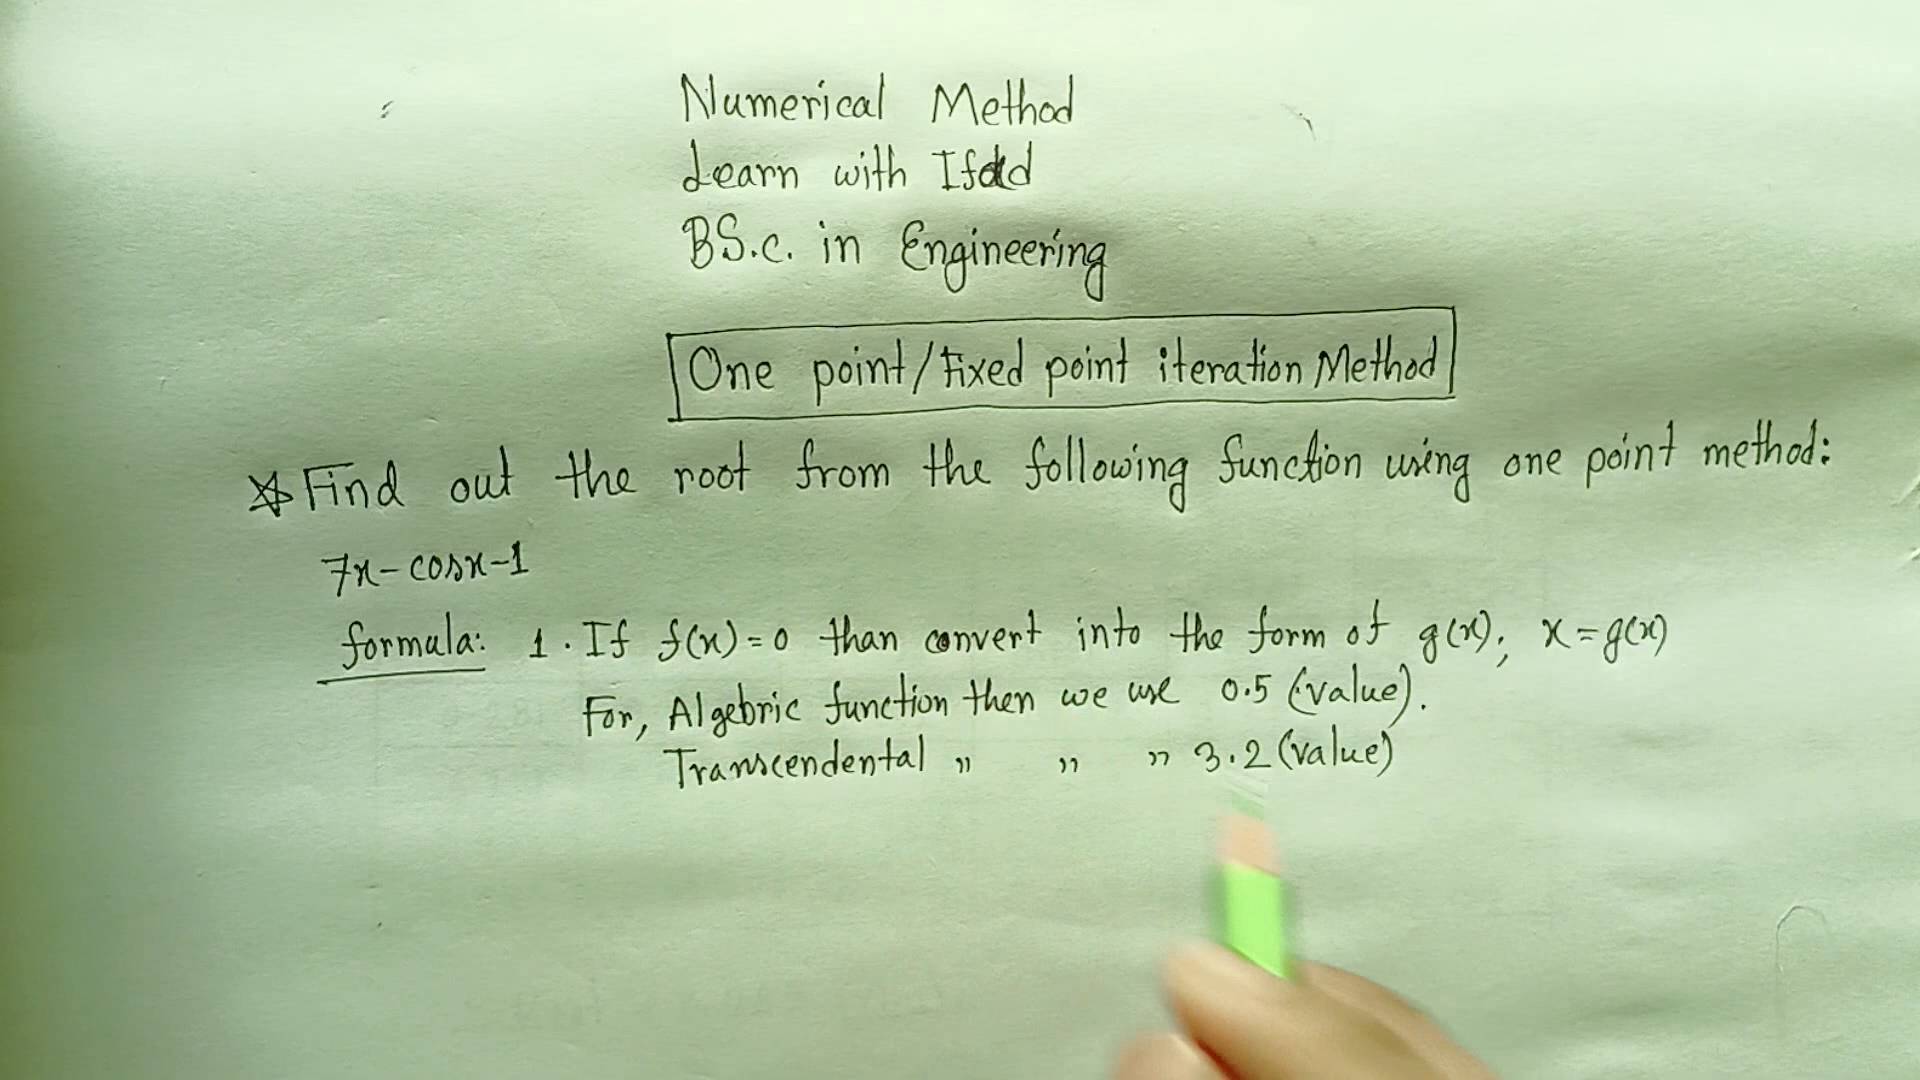 Numerical Method
Learn with Ifad
BS.c. in Engineering
One point/Fixed point iteration Method
Find out the root from the following function using one point method:
7x-cosx-1
formula: 1. If f(x)=0 than convert into the form of g(x); x=g(x)
For, Algebric function then we use 0.5 (value).
Transcendental " " " 3.2 (value)